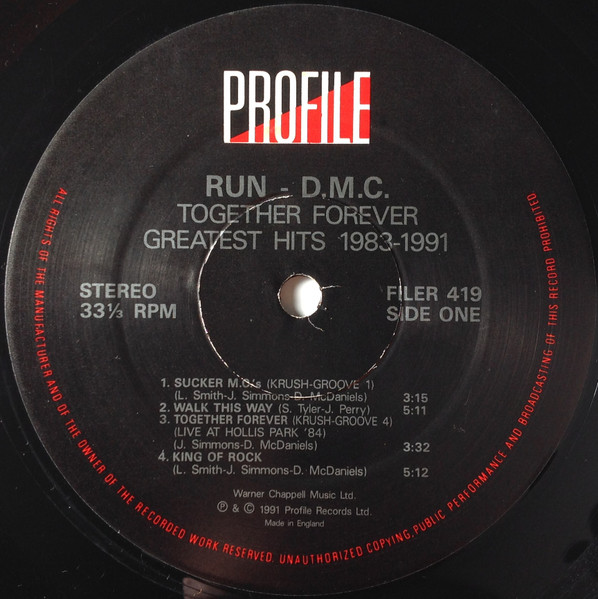 PROFILE
RUN - D.M.C.
TOGETHER FOREVER
GREATEST HITS 1983-1991
STEREO
33⅓ RPM
FILER 419
SIDE ONE
1. SUCKER M.C.'s (KRUSH-GROOVE 1)
(L. Smith-J. Simmons-D. McDaniels) 3:15
2. WALK THIS WAY (S. Tyler-J. Perry) 5:11
3. TOGETHER FOREVER (KRUSH-GROOVE 4)
(LIVE AT HOLLIS PARK '84)
(J. Simmons-D. McDaniels) 3:32
4. KING OF ROCK
(L. Smith-J. Simmons-D. McDaniels) 5:12
Warner Chappell Music Ltd.
℗ & © 1991 Profile Records Ltd.
Made in England
ALL RIGHTS OF THE MANUFACTURER AND OF THE OWNER OF THE RECORDED WORK RESERVED. UNAUTHORIZED COPYING, PUBLIC PERFORMANCE AND BROADCASTING OF THIS RECORD PROHIBITED